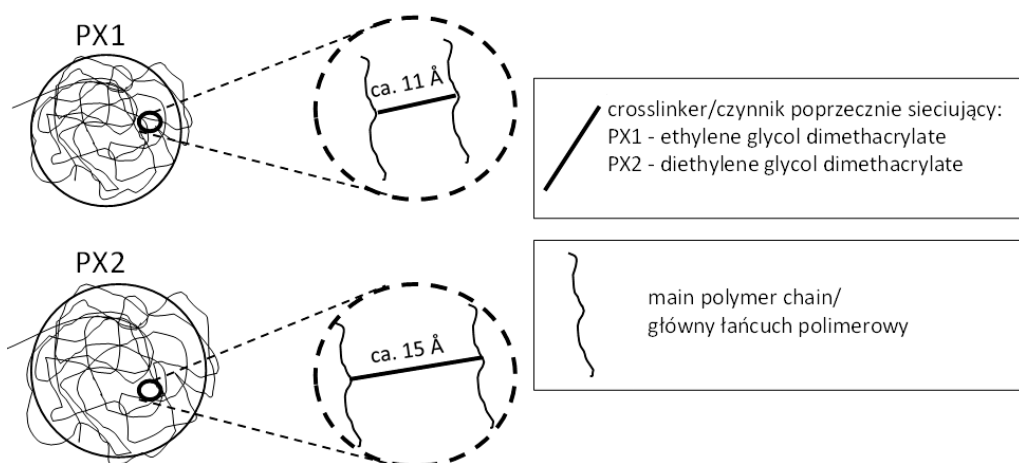 PX1
ca. 11 Å
crosslinker/czynnik poprzecznie sieciujący:
PX1 - ethylene glycol dimethacrylate
PX2 - diethylene glycol dimethacrylate
PX2
ca. 15 Å
main polymer chain/
główny łańcuch polimerowy